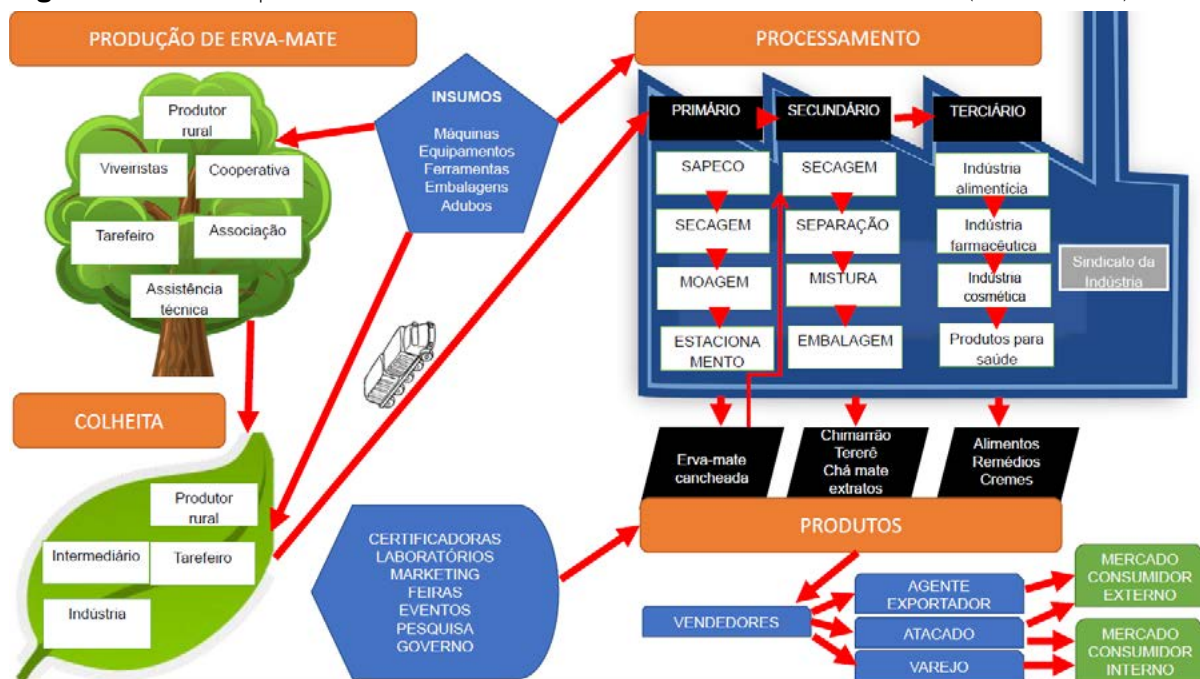 PRODUÇÃO DE ERVA-MATE
Produtor
rural
Viveiristas
Cooperativa
Tarefeiro
Associação
Assistência
técnica
INSUMOS
Máquinas
Equipamentos
Ferramentas
Embalagens
Adubos
PROCESSAMENTO
PRIMÁRIO
SECUNDÁRIO
TERCIÁRIO
SAPECO
SECAGEM
MOAGEM
ESTACIONA
MENTO
SECAGEM
SEPARAÇÃO
MISTURA
EMBALAGEM
Indústria
alimentícia
Indústria
farmacêutica
Indústria
cosmética
Produtos para
saúde
Sindicato da
Indústria
COLHEITA
Produtor
rural
Intermediário
Tarefeiro
Indústria
Erva-mate
cancheada
Chimarrão
Tererê
Chá mate
extratos
Alimentos
Remédios
Cremes
CERTIFICADORAS
LABORATÓRIOS
MARKETING
FEIRAS
EVENTOS
PESQUISA
GOVERNO
PRODUTOS
VENDEDORES
AGENTE
EXPORTADOR
ATACADO
VAREJO
MERCADO
CONSUMIDOR
EXTERNO
MERCADO
CONSUMIDOR
INTERNO